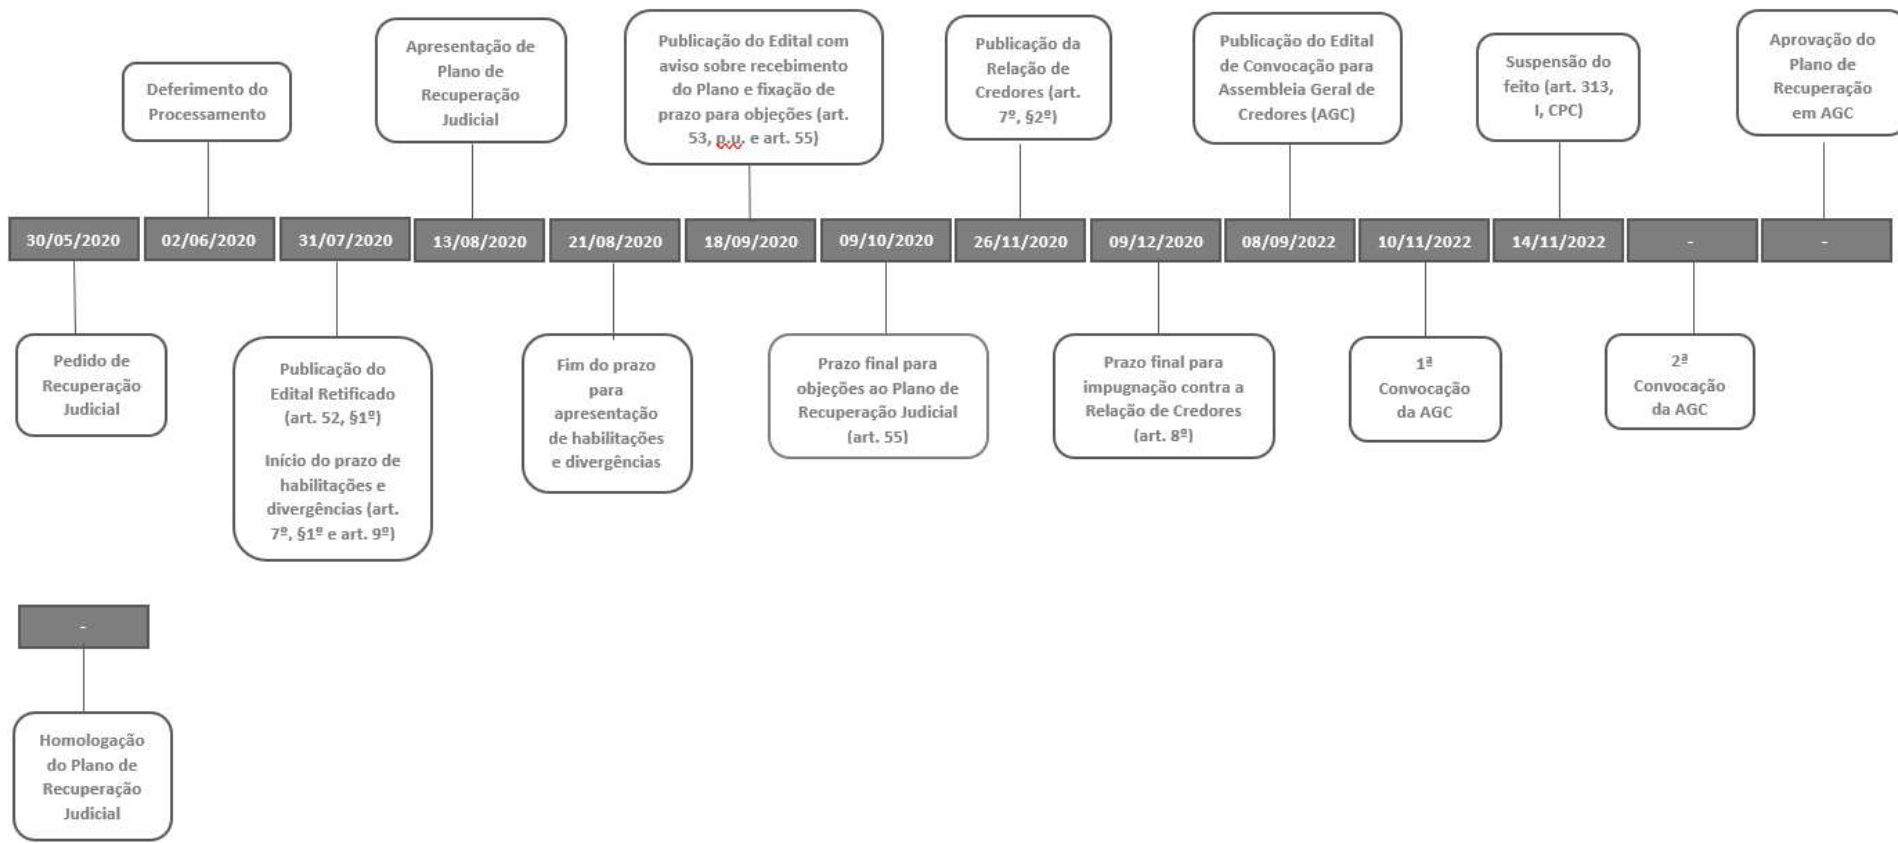 Deferimento do
Processamento
Apresentação de
Plano de
Recuperação
Judicial
Publicação do Edital com
aviso sobre recebimento
do Plano e fixação de
prazo para objeções (art.
53, p.u. e art. 55)
Publicação da
Relação de
Credores (art.
7º, §2º)
Publicação do Edital
de Convocação para
Assembleia Geral de
Credores (AGC)
Suspensão do
feito (art. 313,
I, CPC)
Aprovação do
Plano de
Recuperação
em AGC
30/05/2020
02/06/2020
31/07/2020
13/08/2020
21/08/2020
18/09/2020
09/10/2020
26/11/2020
09/12/2020
08/09/2022
10/11/2022
14/11/2022
-
-
Pedido de
Recuperação
Judicial
Publicação do
Edital Retificado
(art. 52, §1º)
Início do prazo de
habilitações e
divergências (art.
7º, §1º e art. 9º)
Fim do prazo
para
apresentação
de habilitações
e divergências
Prazo final para
objeções ao Plano de
Recuperação Judicial
(art. 55)
Prazo final para
impugnação contra a
Relação de Credores
(art. 8º)
1ª
Convocação
da AGC
2ª
Convocação
da AGC
-
Homologação
do Plano de
Recuperação
Judicial